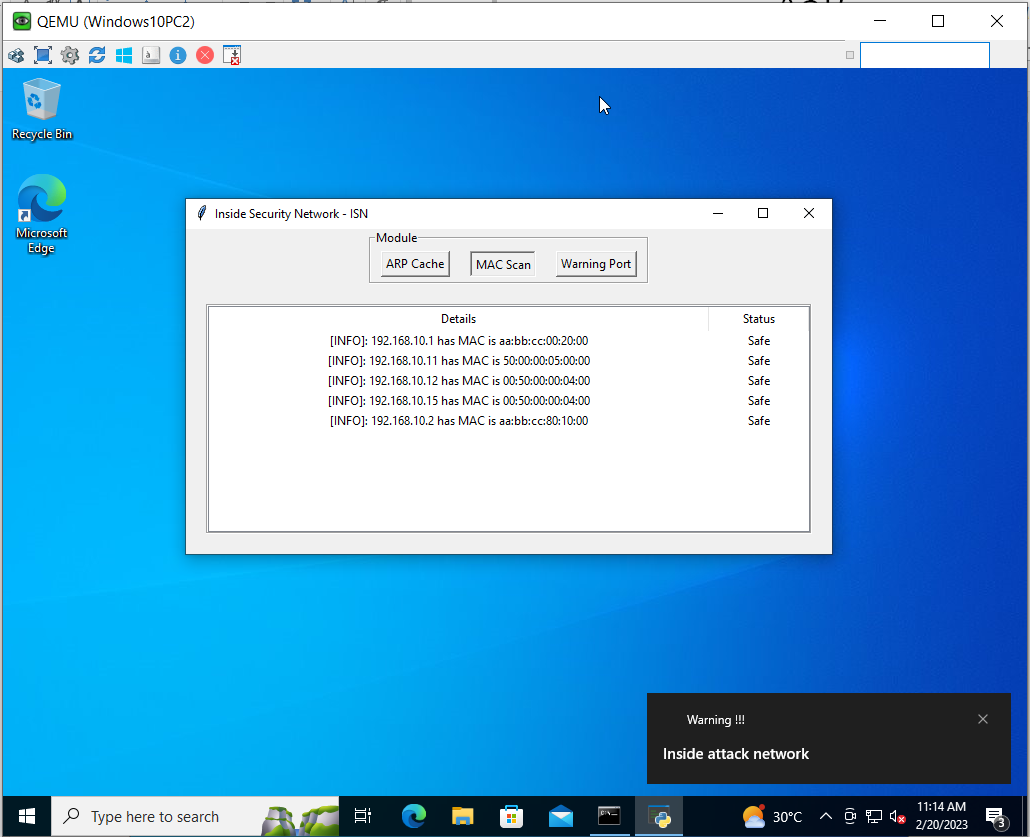 QEMU (Windows10PC2)
Recycle Bin
Microsoft
Edge
Inside Security Network - ISN
Module
ARP Cache
MAC Scan
Warning Port
Details Status
[INFO]: 192.168.10.1 has MAC is aa:bb:cc:00:20:00 Safe
[INFO]: 192.168.10.11 has MAC is 50:00:00:05:00:00 Safe
[INFO]: 192.168.10.12 has MAC is 00:50:00:00:04:00 Safe
[INFO]: 192.168.10.15 has MAC is 00:50:00:00:04:00 Safe
[INFO]: 192.168.10.2 has MAC is aa:bb:cc:80:10:00 Safe
Warning !!!
Inside attack network
Type here to search
30°C
11:14 AM
2/20/2023
3